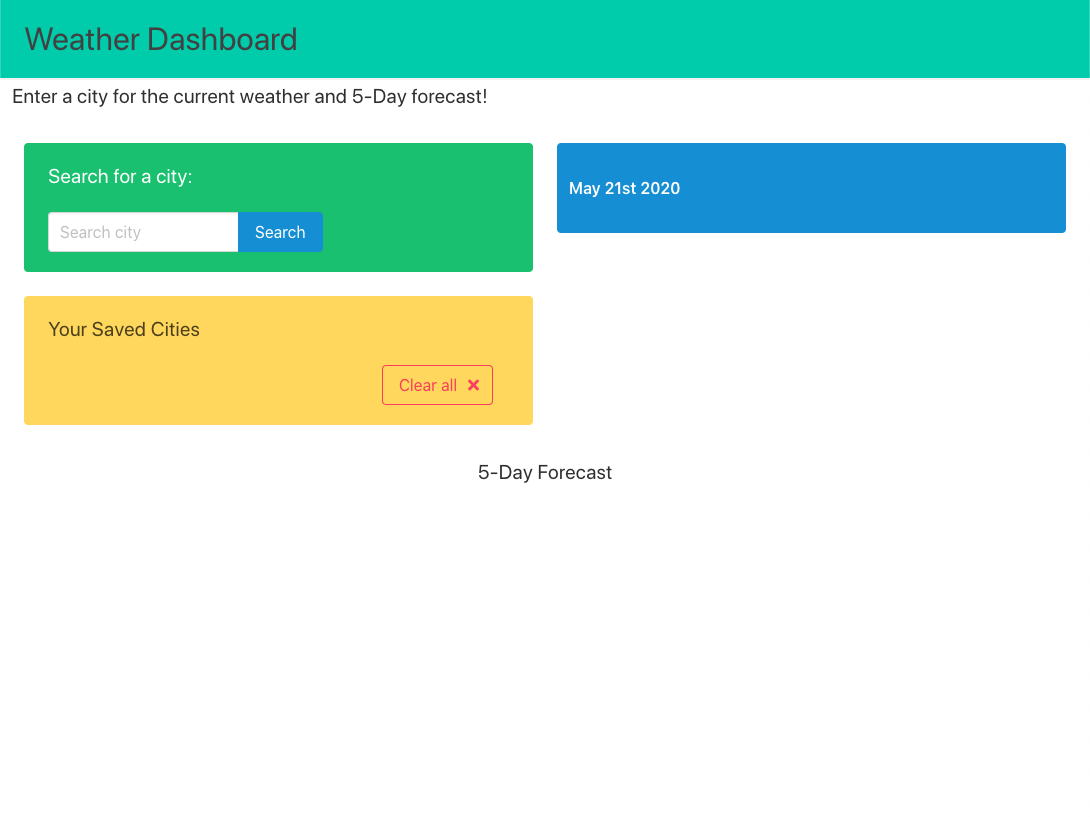 Weather Dashboard
Enter a city for the current weather and 5-Day forecast!
Search for a city:
Search city
Search
May 21st 2020
Your Saved Cities
Clear all
5-Day Forecast